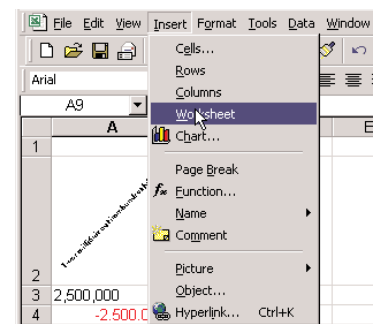 File Edit View Insert Format Tools Data Window
Cells...
Arial
Rows
Columns
A9
Worksheet
A
E
Chart...
1
Page Break
Function...
Name
Comment
2
Picture
3 2,500,000
Object...
4 -2,500.0
Hyperlink... Ctrl+K